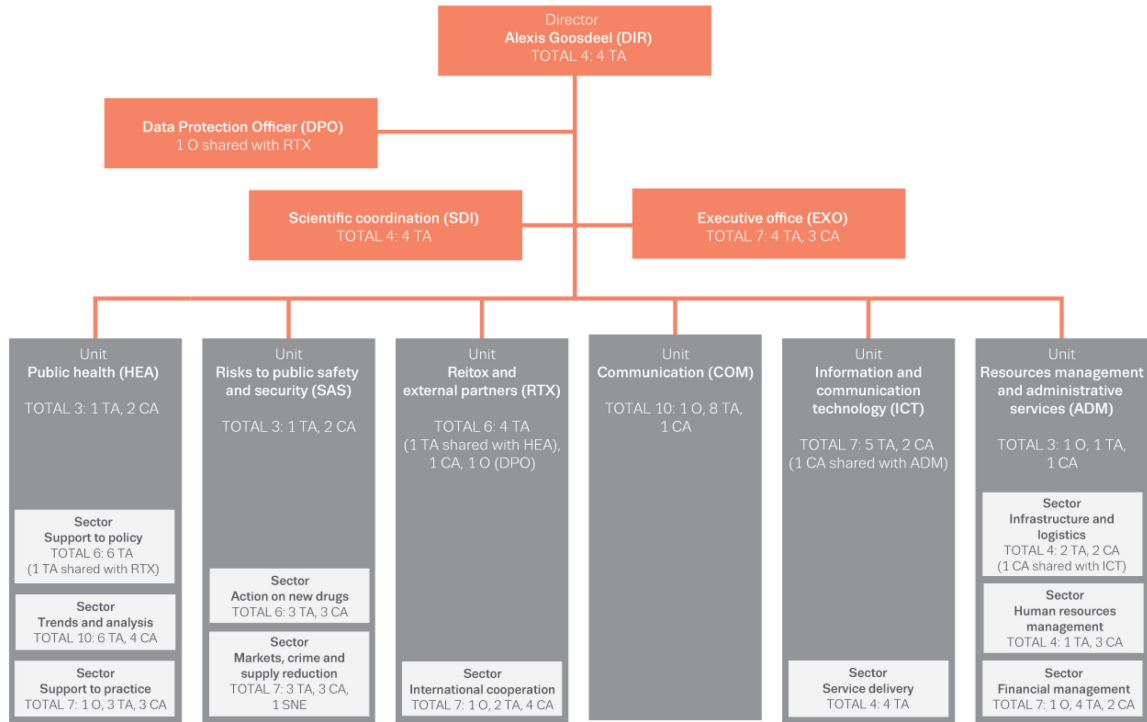 Director
Alexis Goosdeel (DIR)
TOTAL 4: 4 TA
Data Protection Officer (DPO)
1 O shared with RTX
Scientific coordination (SDI)
TOTAL 4: 4 TA
Executive office (EXO)
TOTAL 7: 4 TA, 3 CA
Unit
Public health (HEA)
TOTAL 3: 1 TA, 2 CA
Sector
Support to policy
TOTAL 6: 6 TA
(1 TA shared with RTX)
Sector
Trends and analysis
TOTAL 10: 6 TA, 4 CA
Sector
Support to practice
TOTAL 7: 1 O, 3 TA, 3 CA
Unit
Risks to public safety
and security (SAS)
TOTAL 3: 1 TA, 2 CA
Sector
Action on new drugs
TOTAL 6: 3 TA, 3 CA
Sector
Markets, crime and
supply reduction
TOTAL 7: 3 TA, 3 CA,
1 SNE
Unit
Reitox and
external partners (RTX)
TOTAL 6: 4 TA
(1 TA shared with HEA),
1 CA, 1 O (DPO)
Sector
International cooperation
TOTAL 7: 1 O, 2 TA, 4 CA
Unit
Communication (COM)
TOTAL 10: 1 O, 8 TA,
1 CA
Unit
Information and
communication
technology (ICT)
TOTAL 7: 5 TA, 2 CA
(1 CA shared with ADM)
Sector
Service delivery
TOTAL 4: 4 TA
Unit
Resources management
and administrative
services (ADM)
TOTAL 3: 1 O, 1 TA,
1 CA
Sector
Infrastructure and
logistics
TOTAL 4: 2 TA, 2 CA
(1 CA shared with ICT)
Sector
Human resources
management
TOTAL 4: 1 TA, 3 CA
Sector
Financial management
TOTAL 7: 1 O, 4 TA, 2 CA